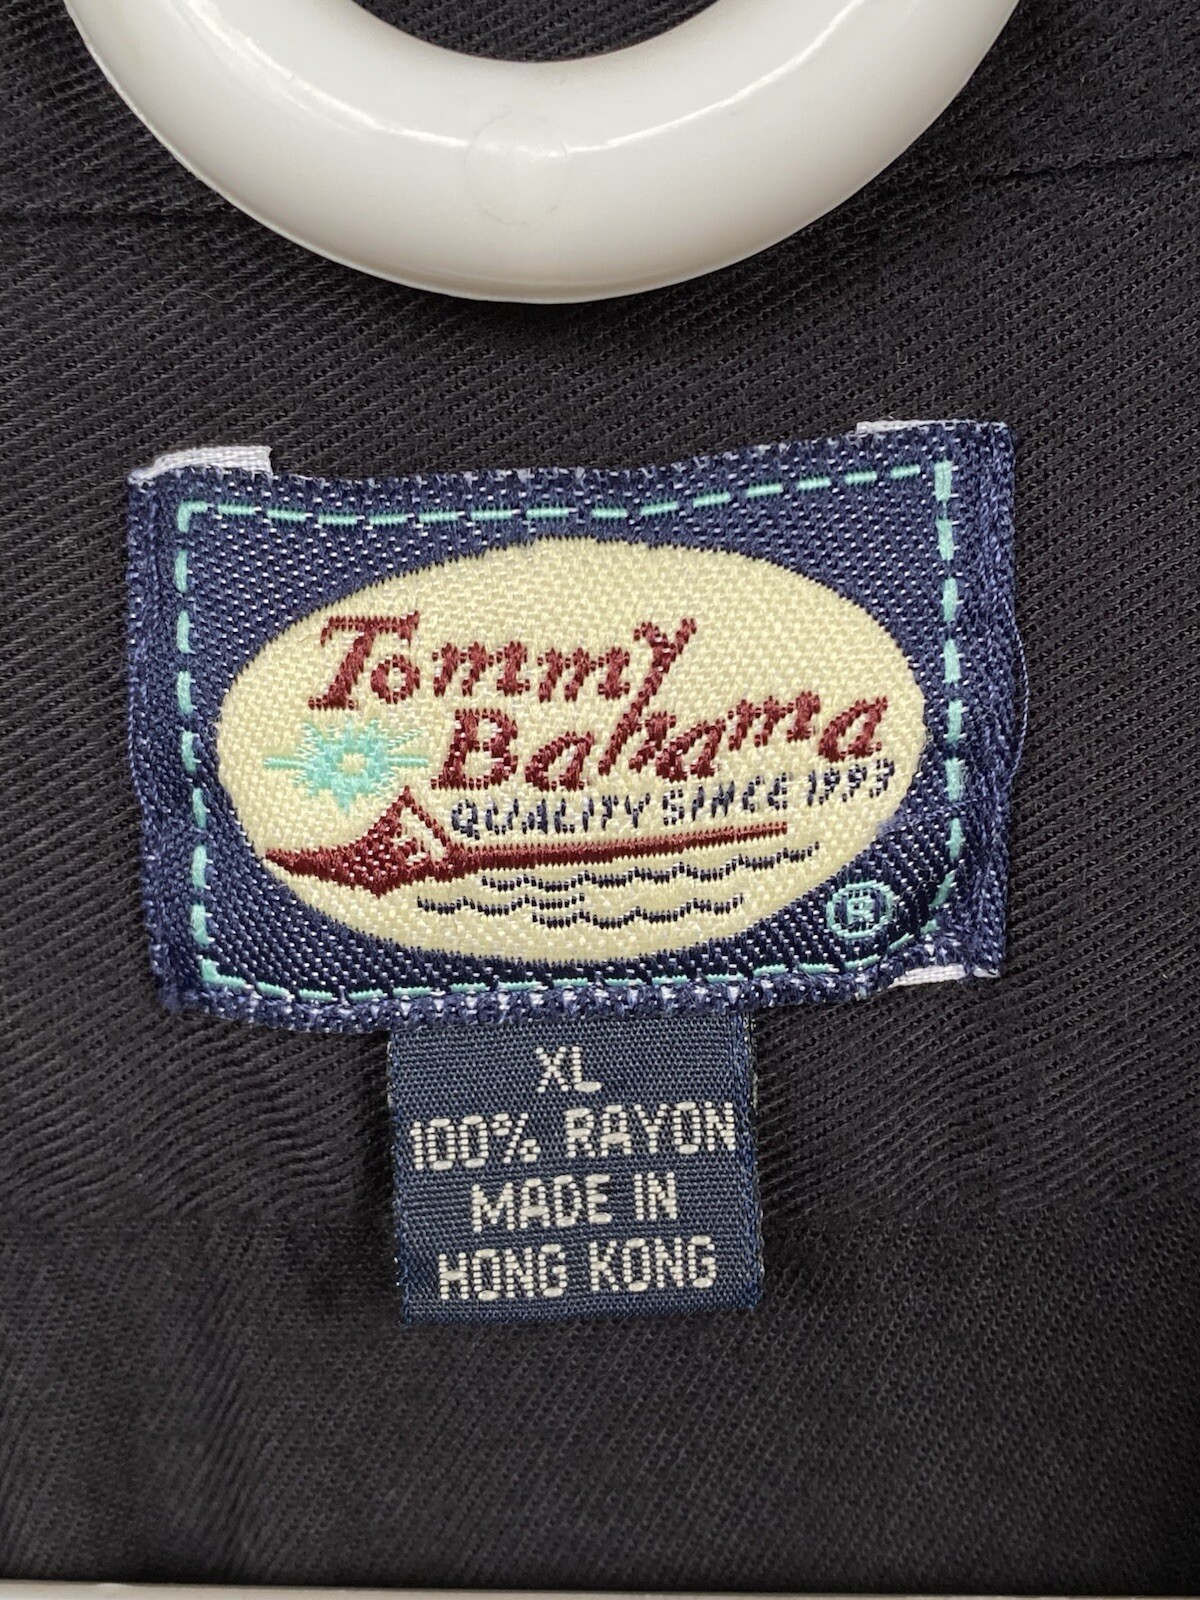 Tommy
Bahama
QUALITY SINCE 1993
®
XL
100% RAYON
MADE IN
HONG KONG